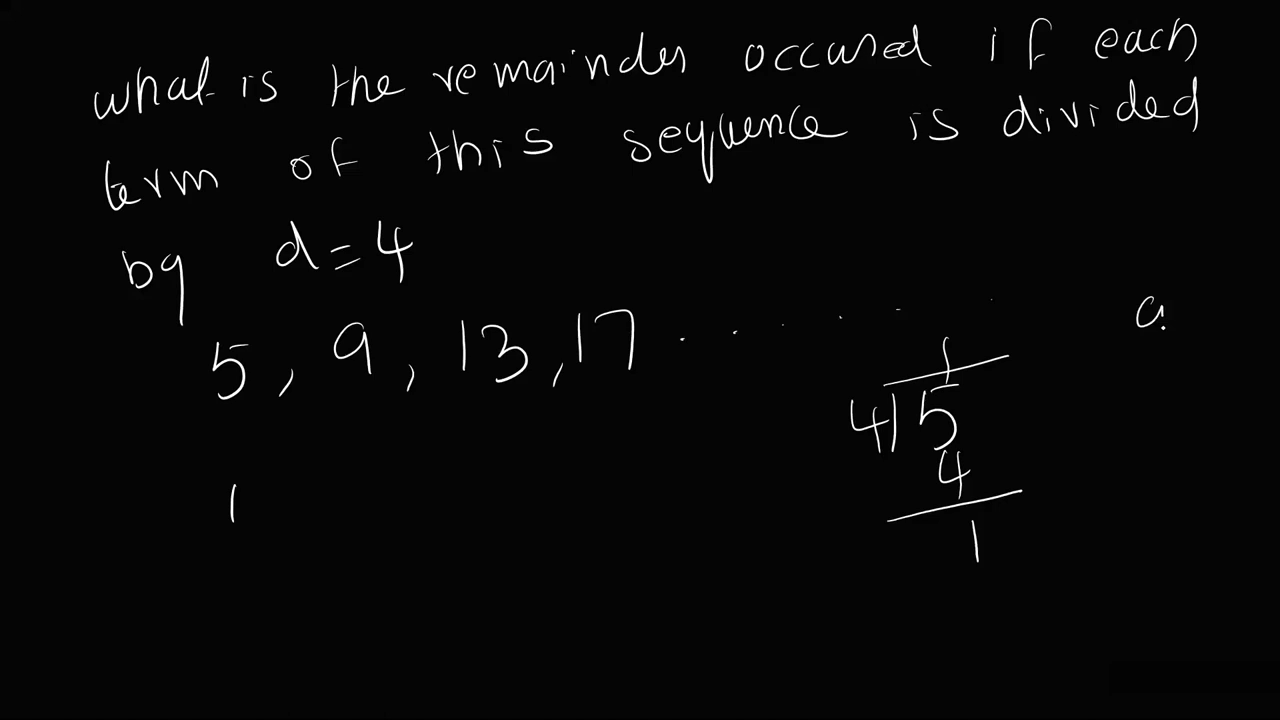 what is the remainder occured if each
term of this sequence is divided
by d = 4
5, 9, 13, 17 . . . . . .
a
1
4) 5
4
1
1